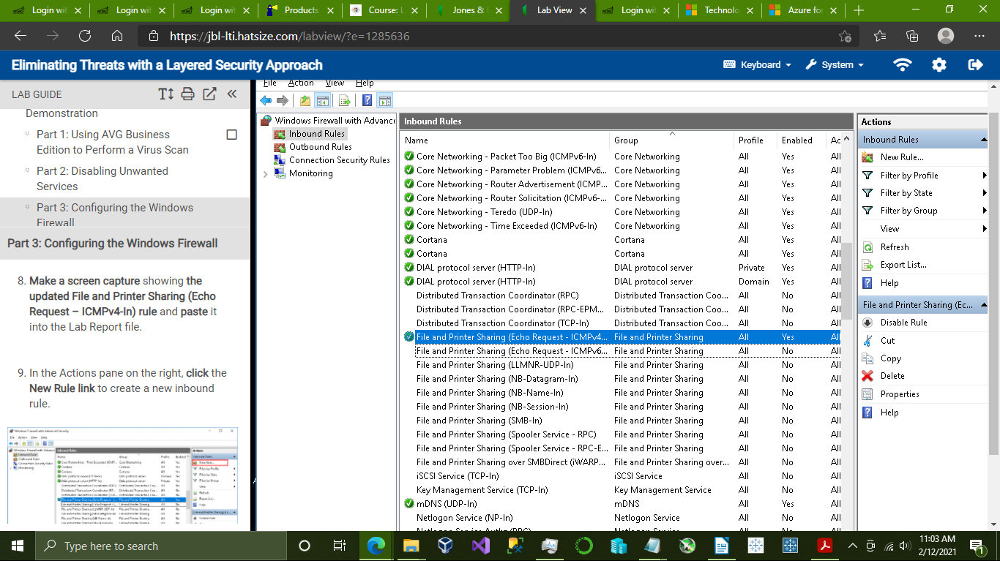 Login wit
Login wit
Login wit
Products
Course: L
Jones & B
Lab View
Login wit
Technolo
Azure for
https://jbl-lti.hatsize.com/labview/?e=1285636
Eliminating Threats with a Layered Security Approach
Keyboard
System
LAB GUIDE
Demonstration
Part 1: Using AVG Business
Edition to Perform a Virus Scan
Part 2: Disabling Unwanted
Services
Part 3: Configuring the Windows
Firewall
Part 3: Configuring the Windows Firewall
8. Make a screen capture showing the
updated File and Printer Sharing (Echo
Request – ICMPv4-In) rule and paste it
into the Lab Report file.
9. In the Actions pane on the right, click the
New Rule link to create a new inbound
rule.
File Action View Help
Windows Firewall with Advance
Inbound Rules
Outbound Rules
Connection Security Rules
Monitoring
Inbound Rules
Name Group Profile Enabled Ac
Core Networking - Packet Too Big (ICMPv6-In) Core Networking All Yes All
Core Networking - Parameter Problem (ICMPv6... Core Networking All Yes All
Core Networking - Router Advertisement (ICMP... Core Networking All Yes All
Core Networking - Router Solicitation (ICMPv6-... Core Networking All Yes All
Core Networking - Teredo (UDP-In) Core Networking All Yes All
Core Networking - Time Exceeded (ICMPv6-In) Core Networking All Yes All
Cortana Cortana All Yes All
Cortana Cortana All Yes All
DIAL protocol server (HTTP-In) DIAL protocol server Private Yes All
DIAL protocol server (HTTP-In) DIAL protocol server Domain Yes All
Distributed Transaction Coordinator (RPC) Distributed Transaction Coo... All No All
Distributed Transaction Coordinator (RPC-EPM... Distributed Transaction Coo... All No All
Distributed Transaction Coordinator (TCP-In) Distributed Transaction Coo... All No All
File and Printer Sharing (Echo Request - ICMPv4... File and Printer Sharing All Yes All
File and Printer Sharing (Echo Request - ICMPv6... File and Printer Sharing All No All
File and Printer Sharing (LLMNR-UDP-In) File and Printer Sharing All No All
File and Printer Sharing (NB-Datagram-In) File and Printer Sharing All No All
File and Printer Sharing (NB-Name-In) File and Printer Sharing All No All
File and Printer Sharing (NB-Session-In) File and Printer Sharing All No All
File and Printer Sharing (SMB-In) File and Printer Sharing All No All
File and Printer Sharing (Spooler Service - RPC) File and Printer Sharing All No All
File and Printer Sharing (Spooler Service - RPC-E... File and Printer Sharing All No All
File and Printer Sharing over SMBDirect (iWARP... File and Printer Sharing over... All No All
iSCSI Service (TCP-In) iSCSI Service All No All
Key Management Service (TCP-In) Key Management Service All No All
mDNS (UDP-In) mDNS All Yes All
Netlogon Service (NP-In) Netlogon Service All No All
Netlogon Service Authz (RPC) Netlogon Service All No All
Actions
Inbound Rules
New Rule...
Filter by Profile
Filter by State
Filter by Group
View
Refresh
Export List...
Help
File and Printer Sharing (Ec...
Disable Rule
Cut
Copy
Delete
Properties
Help
Type here to search
11:03 AM
2/12/2021
1